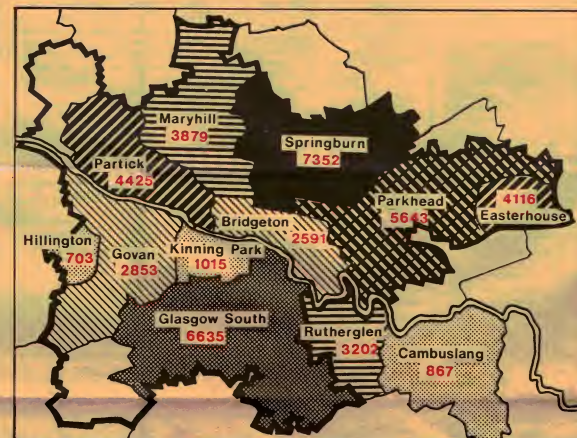 Maryhill
3879
Springburn
7352
Partick
4425
Parkhead
5643
4116
Easterhouse
Bridgeton
2591
Hillington
703
Govan
2853
Kinning Park
1015
Glasgow South
6635
Rutherglen
3202
Cambuslang
867